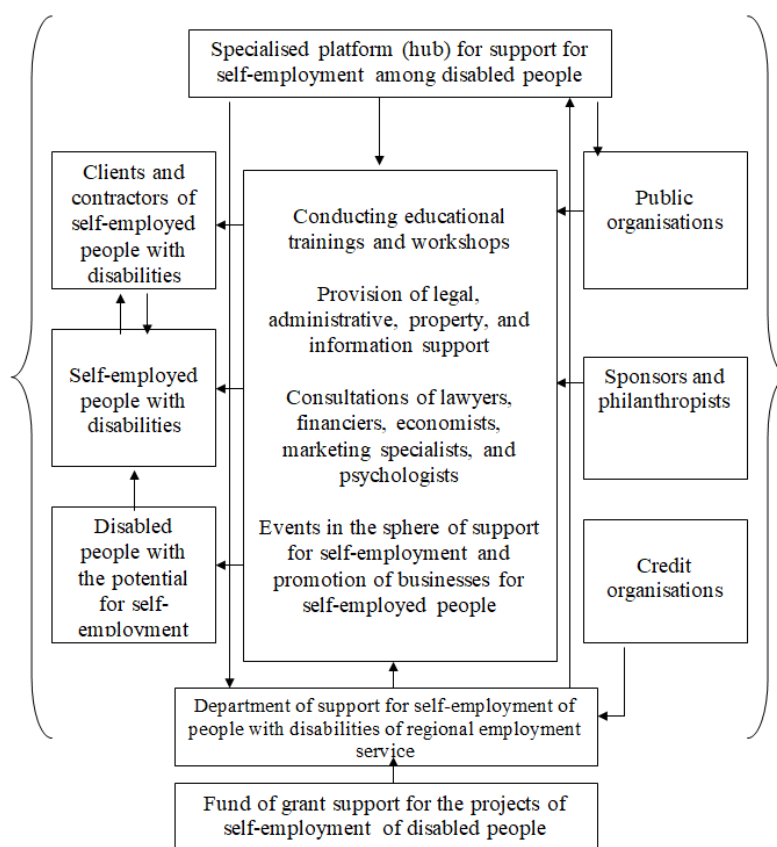 Specialised platform (hub) for support for
self-employment among disabled people
Clients and
contractors of
self-employed
people with
disabilities
Self-employed
people with
disabilities
Disabled
people with
the potential
for self-
employment
Conducting educational
trainings and workshops
Provision of legal,
administrative, property, and
information support
Consultations of lawyers,
financiers, economists,
marketing specialists, and
psychologists
Events in the sphere of support
for self-employment and
promotion of businesses for
self-employed people
Public
organisations
Sponsors and
philanthropists
Credit
organisations
Department of support for self-employment of
people with disabilities of regional employment
service
Fund of grant support for the projects of
self-employment of disabled people